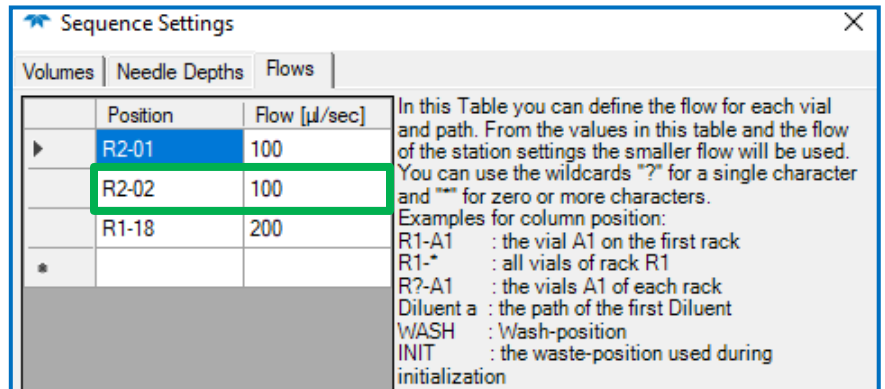 Sequence Settings
Volumes Needle Depths Flows
Position Flow [µl/sec]
R2-01 100
R2-02 100
R1-18 200
*
In this Table you can define the flow for each vial
and path. From the values in this table and the flow
of the station settings the smaller flow will be used.
You can use the wildcards "?" for a single character
and "*" for zero or more characters.
Examples for column position:
R1-A1 : the vial A1 on the first rack
R1-* : all vials of rack R1
R?-A1 : the vials A1 of each rack
Diluent a : the path of the first Diluent
WASH : Wash-position
INIT : the waste-position used during
initialization